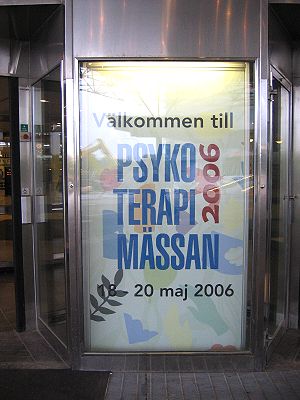 Välkommen till
PSYKO
TERAPI
MÄSSAN
2006
18 - 20 maj 2006